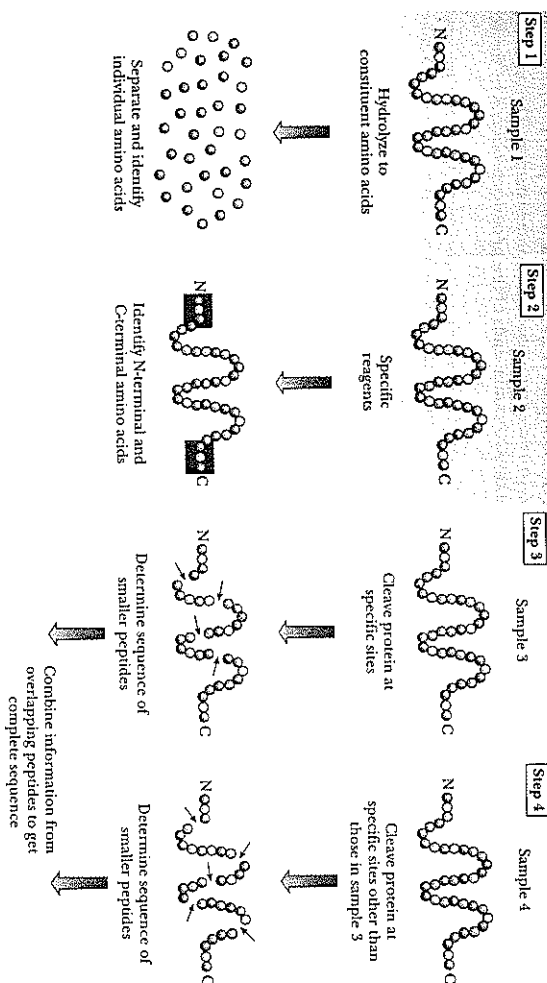 Step 1
Sample 1
N
C
Hydrolyze to
constituent amino
acids
Separate and identify
individual amino acids
Step 2
Sample 2
N
C
Specific
reagents
N
C
Identify N-terminal and
C-terminal amino acids
Step 3
Sample 3
N
C
Cleave protein at
specific sites
N
C
Determine sequence of
smaller peptides
Step 4
Sample 4
N
C
Cleave protein at
specific sites other than
those in sample 3
N
C
Determine sequence of
smaller peptides
Combine information from
overlapping peptides to get
complete sequence